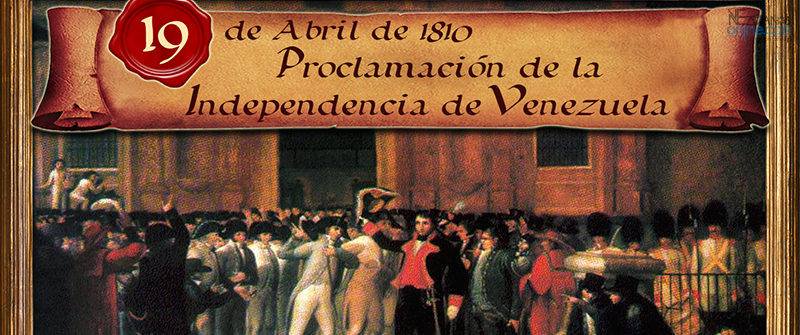 19 de Abril de 1810
Proclamación de la
Independencia de Venezuela